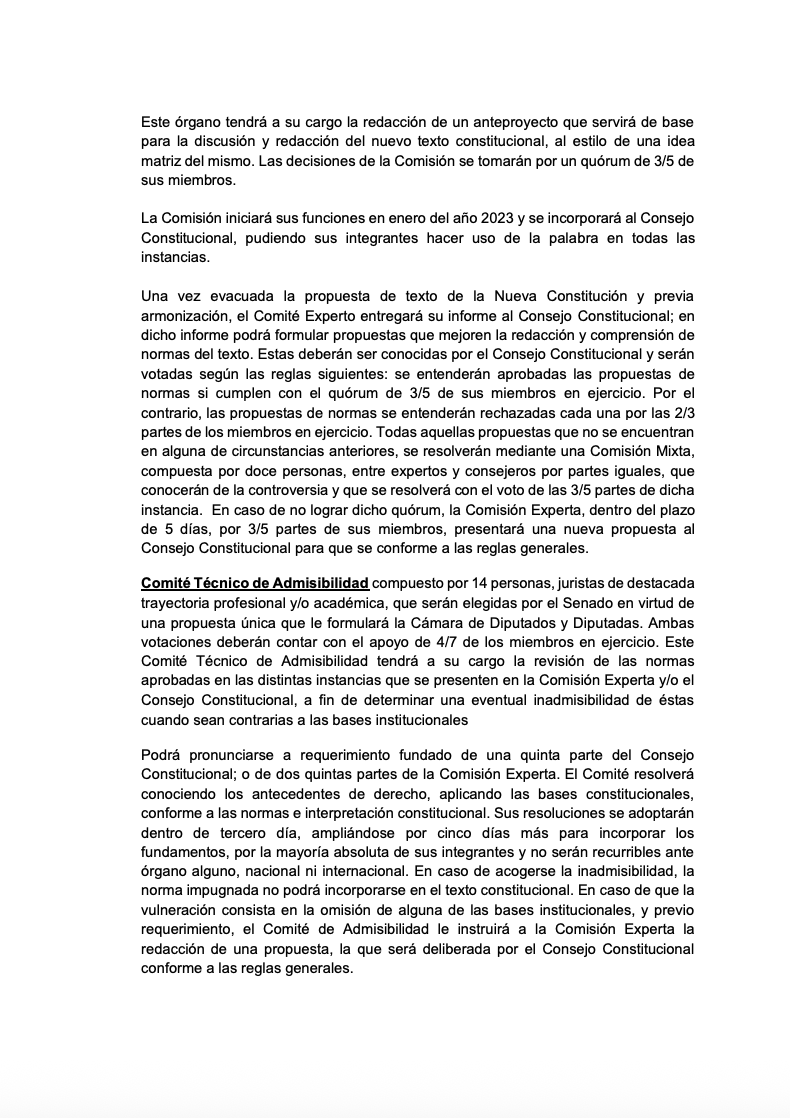 Este órgano tendrá a su cargo la redacción de un anteproyecto que servirá de base
para la discusión y redacción del nuevo texto constitucional, al estilo de una idea
matriz del mismo. Las decisiones de la Comisión se tomarán por un quórum de 3/5 de
sus miembros.
La Comisión iniciará sus funciones en enero del año 2023 y se incorporará al Consejo
Constitucional, pudiendo sus integrantes hacer uso de la palabra en todas las
instancias.
Una vez evacuada la propuesta de texto de la Nueva Constitución y previa
armonización, el Comité Experto entregará su informe al Consejo Constitucional; en
dicho informe podrá formular propuestas que mejoren la redacción y comprensión de
normas del texto. Estas deberán ser conocidas por el Consejo Constitucional y serán
votadas según las reglas siguientes: se entenderán aprobadas las propuestas de
normas si cumplen con el quórum de 3/5 de sus miembros en ejercicio. Por el
contrario, las propuestas de normas se entenderán rechazadas cada una por las 2/3
partes de los miembros en ejercicio. Todas aquellas propuestas que no se encuentran
en alguna de circunstancias anteriores, se resolverán mediante una Comisión Mixta,
compuesta por doce personas, entre expertos y consejeros por partes iguales, que
conocerán de la controversia y que se resolverá con el voto de las 3/5 partes de dicha
instancia. En caso de no lograr dicho quórum, la Comisión Experta, dentro del plazo
de 5 días, por 3/5 partes de sus miembros, presentará una nueva propuesta al
Consejo Constitucional para que se conforme a las reglas generales.
Comité Técnico de Admisibilidad compuesto por 14 personas, juristas de destacada
trayectoria profesional y/o académica, que serán elegidas por el Senado en virtud de
una propuesta única que le formulará la Cámara de Diputados y Diputadas. Ambas
votaciones deberán contar con el apoyo de 4/7 de los miembros en ejercicio. Este
Comité Técnico de Admisibilidad tendrá a su cargo la revisión de las normas
aprobadas en las distintas instancias que se presenten en la Comisión Experta y/o el
Consejo Constitucional, a fin de determinar una eventual inadmisibilidad de éstas
cuando sean contrarias a las bases institucionales
Podrá pronunciarse a requerimiento fundado de una quinta parte del Consejo
Constitucional; o de dos quintas partes de la Comisión Experta. El Comité resolverá
conociendo los antecedentes de derecho, aplicando las bases constitucionales,
conforme a las normas e interpretación constitucional. Sus resoluciones se adoptarán
dentro de tercero día, ampliándose por cinco días más para incorporar los
fundamentos, por la mayoría absoluta de sus integrantes y no serán recurribles ante
órgano alguno, nacional ni internacional. En caso de acogerse la inadmisibilidad, la
norma impugnada no podrá incorporarse en el texto constitucional. En caso de que la
vulneración consista en la omisión de alguna de las bases institucionales, y previo
requerimiento, el Comité de Admisibilidad le instruirá a la Comisión Experta la
redacción de una propuesta, la que será deliberada por el Consejo Constitucional
conforme a las reglas generales.